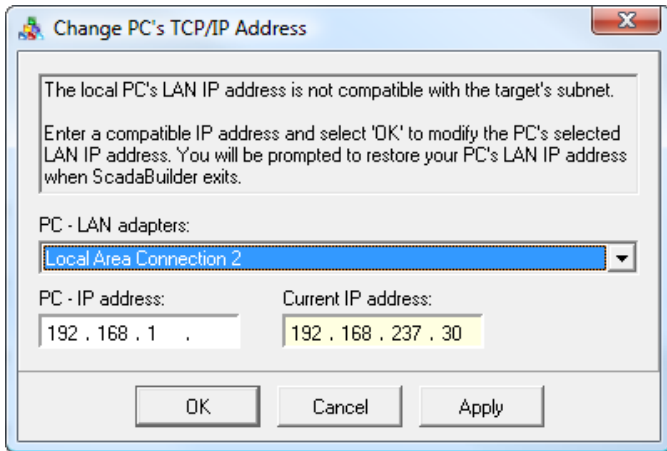 Change PC's TCP/IP Address
The local PC's LAN IP address is not compatible with the target's subnet.
Enter a compatible IP address and select 'OK' to modify the PC's selected
LAN IP address. You will be prompted to restore your PC's LAN IP address
when ScadaBuilder exits.
PC - LAN adapters:
Local Area Connection 2
PC - IP address: Current IP address:
192 . 168 . 1 . 192 . 168 . 237 . 30
OK Cancel Apply